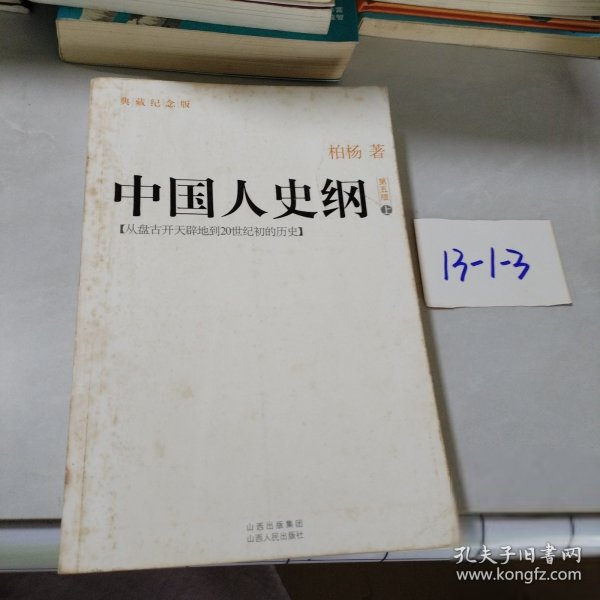 典藏纪念版
柏杨 著
中国人史纲
第五版
上
【从盘古开天辟地到20世纪初的历史】
13-1-3
山西出版集团
山西人民出版社
孔夫子旧书网
www.kongfz.com